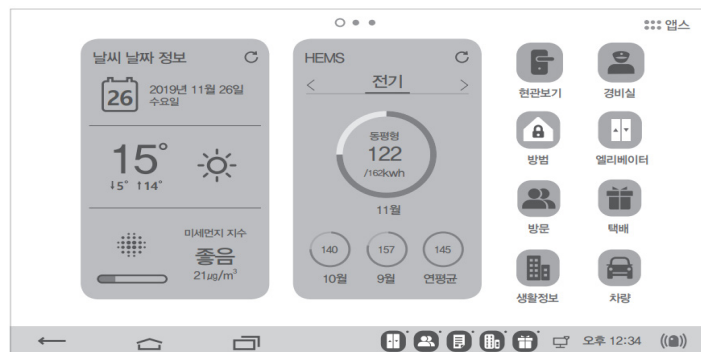 앱스
날씨 날짜 정보
26
2019년 11월 26일
수요일
15°
↓5° ↑14°
미세먼지 지수
좋음
21㎍/m³
HEMS
< 전기 >
동평형
122
/162kwh
11월
140
10월
157
9월
145
연평균
현관보기
경비실
방범
엘리베이터
방문
택배
생활정보
차량
오후 12:34